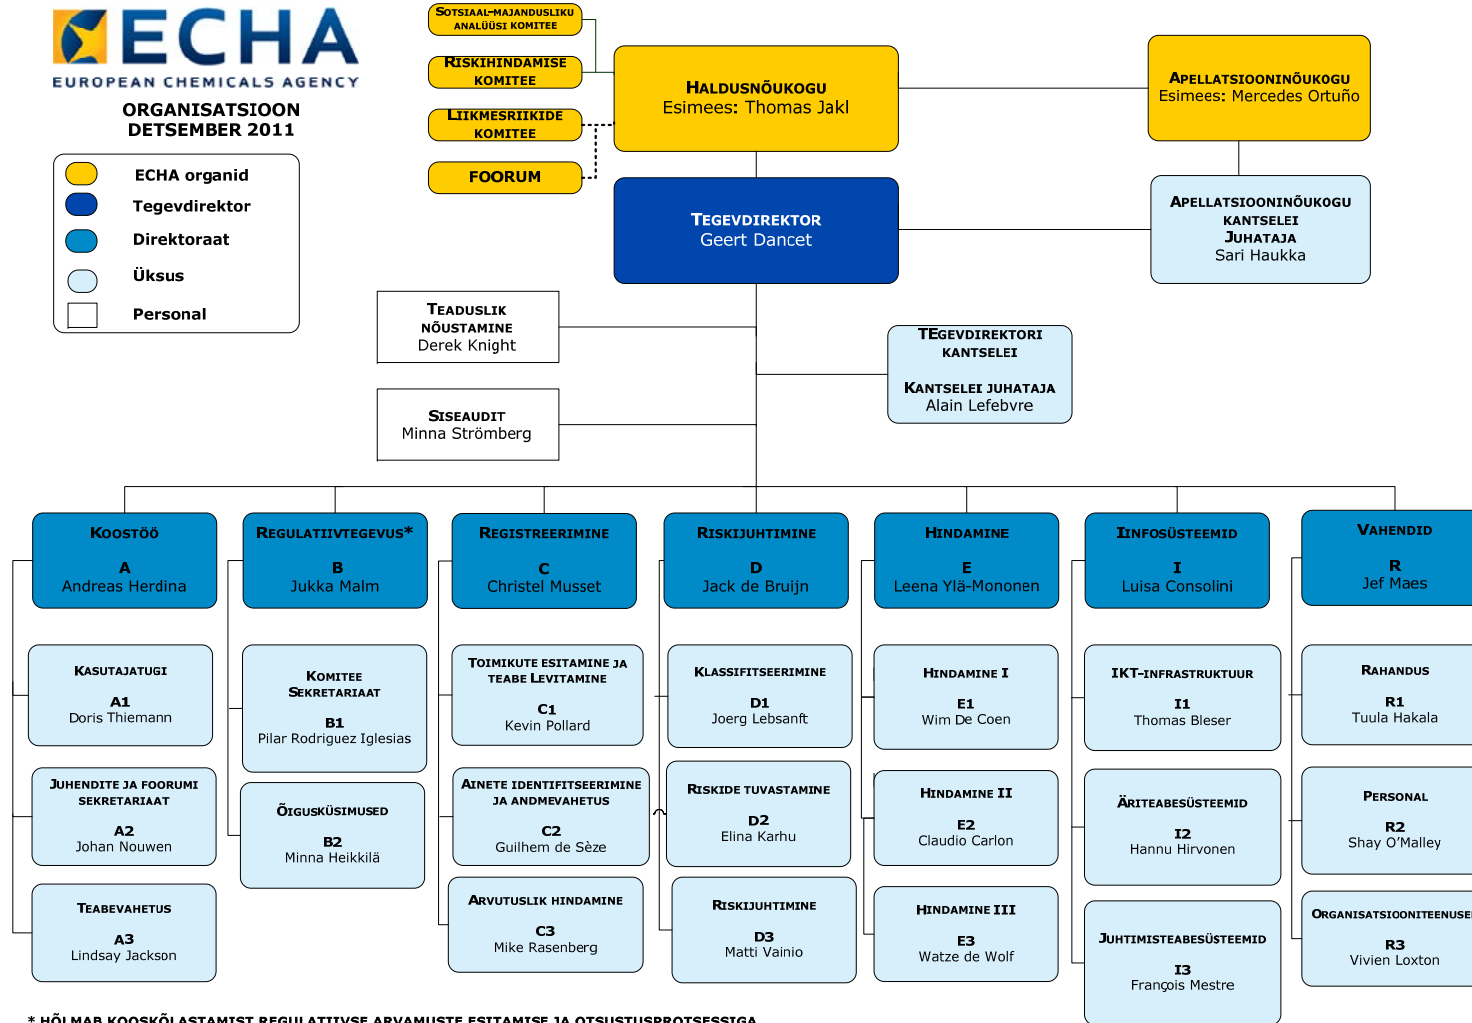 ECHA
EUROPEAN CHEMICALS AGENCY
ORGANISATSIOON
DETSEMBER 2011
ECHA organid
Tegevdirektor
Direktoraat
Üksus
Personal
SOTSIAAL-MAJANDUSLIKU
ANALÜÜSI KOMITEE
RISKIHINDAMISE
KOMITEE
LIIKMESRIIKIDE
KOMITEE
FOORUM
HALDUSNÕUKOGU
Esimees: Thomas Jakl
APELLATSIOONINÕUKOGU
Esimees: Mercedes Ortuño
TEGEVDIREKTOR
Geert Dancet
APELLATSIOONINÕUKOGU
KANTSELEI
JUHATAJA
Sari Haukka
TEADUSLIK
NÕUSTAMINE
Derek Knight
TEGEVDIREKTORI
KANTSELEI
KANTSELEI JUHATAJA
Alain Lefebvre
SISEAUDIT
Minna Strömberg
KOOSTÖÖ
A
Andreas Herdina
REGULATIIVTEGEVUS*
B
Jukka Malm
REGISTREERIMINE
C
Christel Musset
RISKIJUHTIMINE
D
Jack de Bruijn
HINDAMINE
E
Leena Ylä-Mononen
IINFOSÜSTEEMID
I
Luisa Consolini
VAHENDID
R
Jef Maes
KASUTAJATUGI
A1
Doris Thiemann
KOMITEE
SEKRETARIAAT
B1
Pilar Rodriguez Iglesias
TOIMIKUTE ESITAMINE JA
TEABE LEVITAMINE
C1
Kevin Pollard
KLASSIFITSEERIMINE
D1
Joerg Lebsanft
HINDAMINE I
E1
Wim De Coen
IKT-INFRASTRUKTUUR
I1
Thomas Bleser
RAHANDUS
R1
Tuula Hakala
JUHENDITE JA FOORUMI
SEKRETARIAAT
A2
Johan Nouwen
ÕIGUSKÜSIMUSED
B2
Minna Heikkilä
AINETE IDENTIFITSEERIMINE
JA ANDMEVAHETUS
C2
Guilhem de Sèze
RISKIDE TUVASTAMINE
D2
Elina Karhu
HINDAMINE II
E2
Claudio Carlon
ÄRITEABESÜSTEEMID
I2
Hannu Hirvonen
PERSONAL
R2
Shay O'Malley
TEABEVAHETUS
A3
Lindsay Jackson
ARVUTUSLIK HINDAMINE
C3
Mike Rasenberg
RISKIJUHTIMINE
D3
Matti Vainio
HINDAMINE III
E3
Watze de Wolf
JUHTIMISTEABESÜSTEEMID
I3
François Mestre
ORGANISATSIOONITEENUSED
R3
Vivien Loxton
* HÕLMAB KOOSKÕLASTAMIST REGULATIIVSE ARVAMUSTE ESITAMISE JA OTSUSTUSPROTSESSIGA